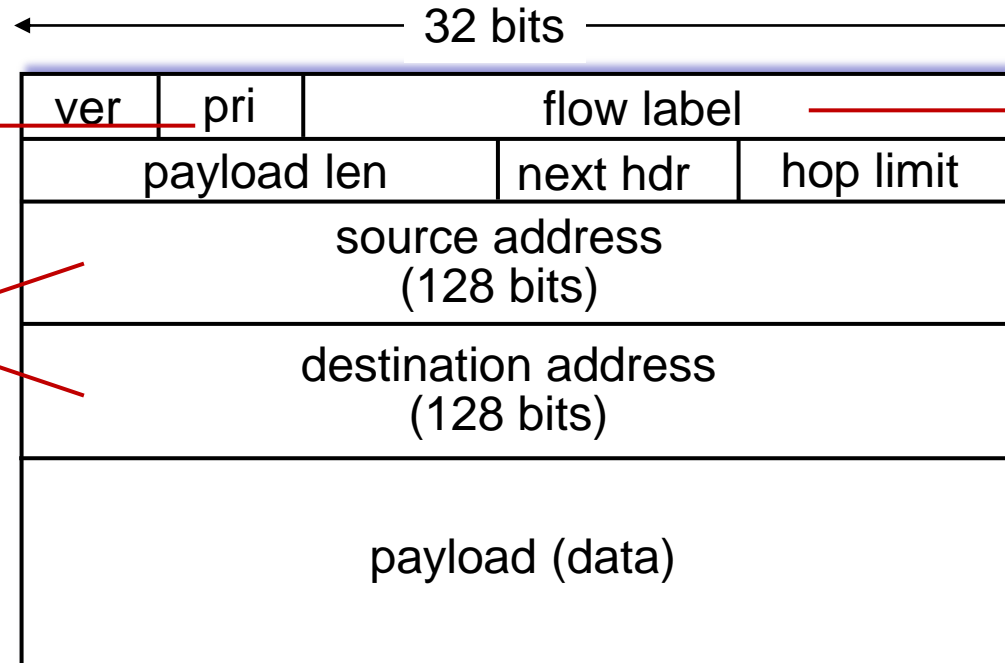 32 bits
ver pri flow label
payload len next hdr hop limit
source address
(128 bits)
destination address
(128 bits)
payload (data)